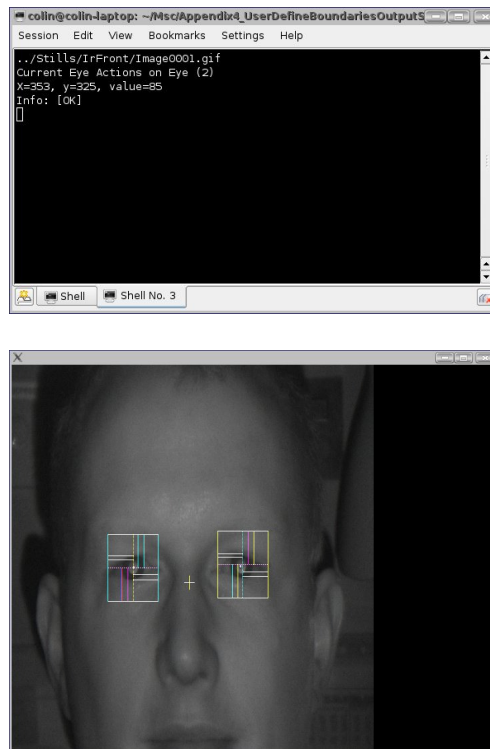 colin@colin-laptop: ~/Msc/Appendix4_UserDefineBoundariesOutputS
Session Edit View Bookmarks Settings Help
../Stills/IrFront/Image0001.gif
Current Eye Actions on Eye (2)
X=353, y=325, value=85
Info: [OK]
Shell
Shell No. 3